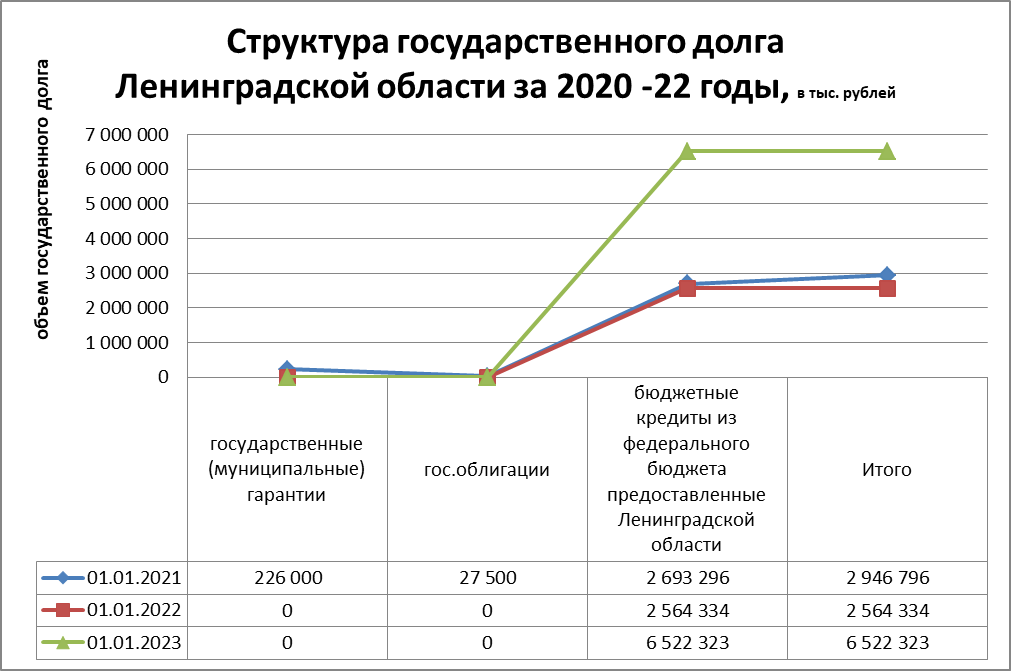 Структура государственного долга
Ленинградской области за 2020 -22 годы, в тыс. рублей
объем государственного долга
7 000 000
6 000 000
5 000 000
4 000 000
3 000 000
2 000 000
1 000 000
0
государственные
(муниципальные)
гарантии
гос.облигации
бюджетные
кредиты из
федерального
бюджета
предоставленные
Ленинградской
области
Итого
01.01.2021 226 000 27 500 2 693 296 2 946 796
01.01.2022 0 0 2 564 334 2 564 334
01.01.2023 0 0 6 522 323 6 522 323